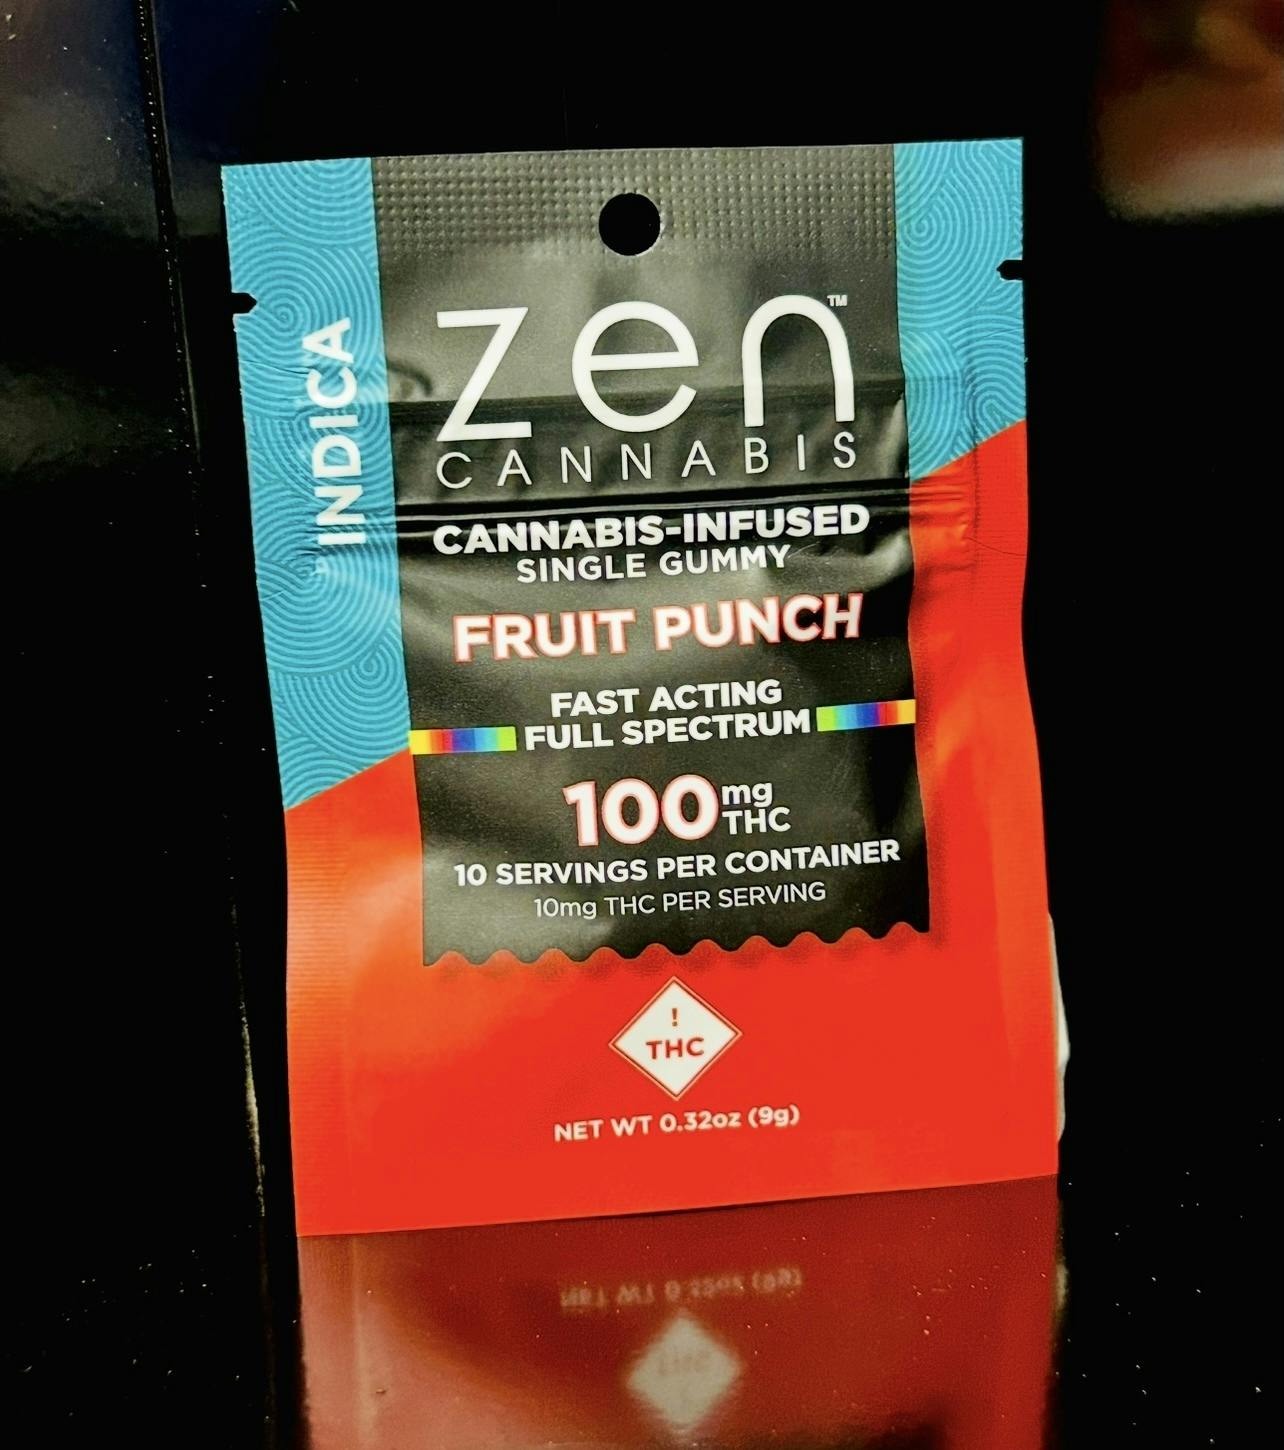 INDICA
zen™
CANNABIS
CANNABIS-INFUSED
SINGLE GUMMY
FRUIT PUNCH
FAST ACTING
FULL SPECTRUM
100mg
THC
10 SERVINGS PER CONTAINER
10mg THC PER SERVING
!
THC
NET WT 0.32oz (9g)